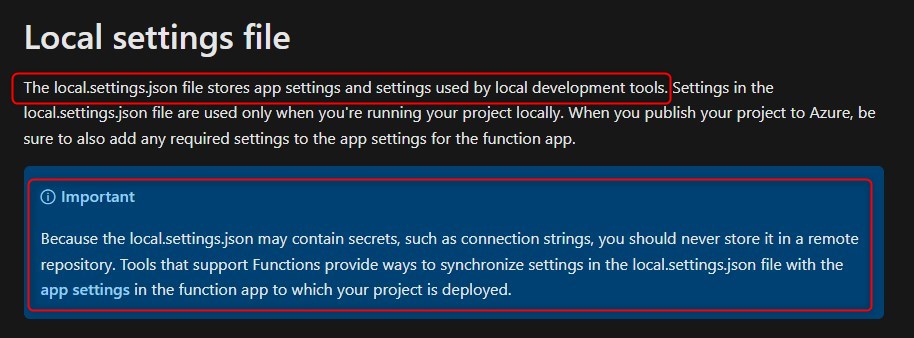 Local settings file
The local.settings.json file stores app settings and settings used by local development tools. Settings in the
local.settings.json file are used only when you're running your project locally. When you publish your project to Azure, be
sure to also add any required settings to the app settings for the function app.
Important
Because the local.settings.json may contain secrets, such as connection strings, you should never store it in a remote
repository. Tools that support Functions provide ways to synchronize settings in the local.settings.json file with the
app settings in the function app to which your project is deployed.